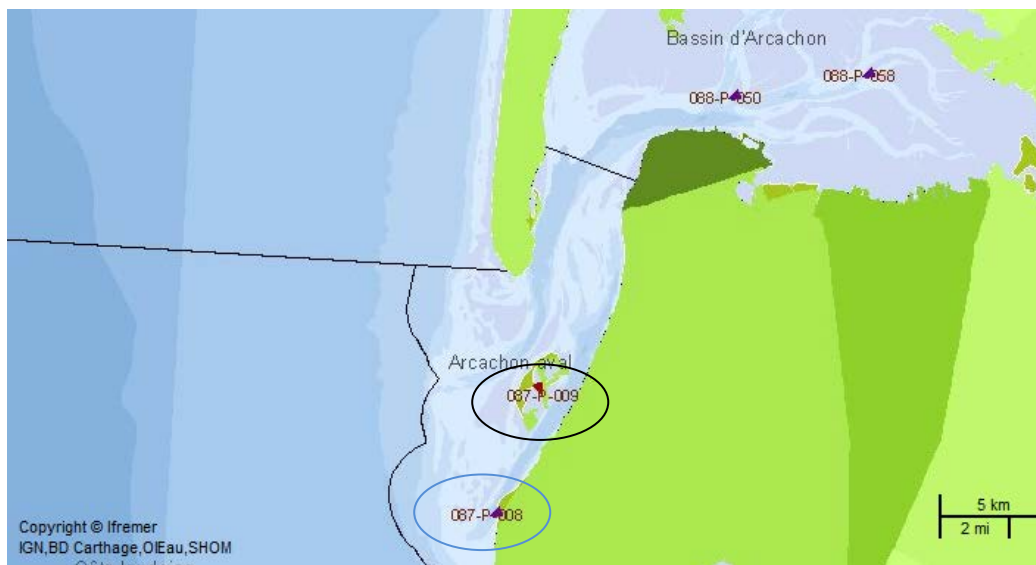 Bassin d'Arcachon
088-P-058
088-P-050
Arcachon aval
087-P-009
087-P-008
5 km
2 mi
Copyright © Ifremer
IGN,BD Carthage,OIEau,SHOM